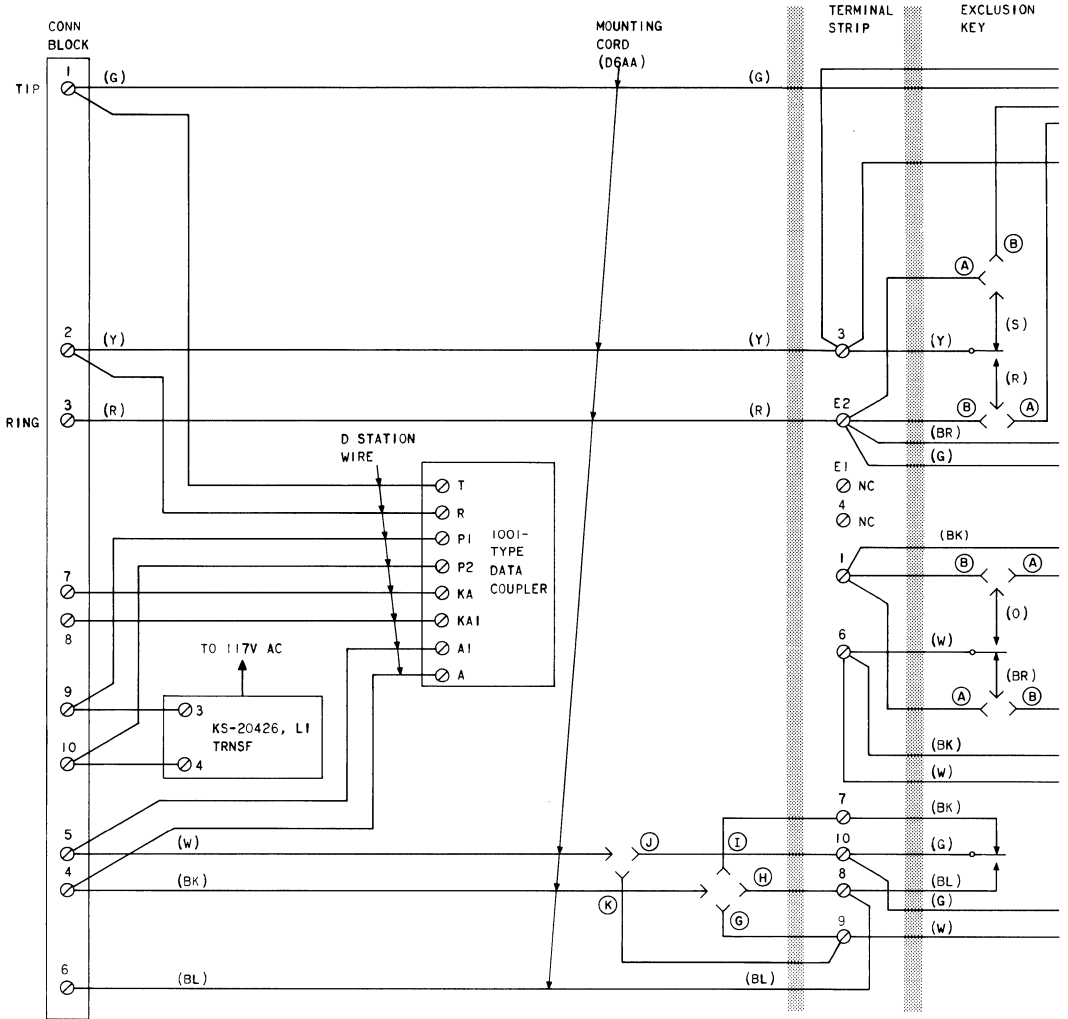 CONN
BLOCK
MOUNTING
CORD
(D6AA)
TERMINAL
STRIP
EXCLUSION
KEY
TIP
1
(G)
(G)
B
A
(S)
2
(Y)
(Y)
3
(Y)
(R)
RING
3
(R)
(R)
E2
B
A
(BR)
(G)
D STATION
WIRE
E1
NC
4
NC
T
R
P1
P2
KA
KA1
A1
A
1001-
TYPE
DATA
COUPLER
(BK)
1
B
A
(O)
7
8
6
(W)
(BR)
A
B
TO 117V AC
9
3
KS-20426, L1
TRNSF
10
4
(BK)
(W)
7
(BK)
5
(W)
J
I
10
(G)
4
(BK)
H
8
(BL)
K
G
(G)
9
(W)
6
(BL)
(BL)